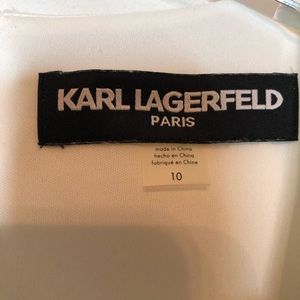 KARL LAGERFELD
PARIS
made in China
hecho en China
fabriqué en Chine
10